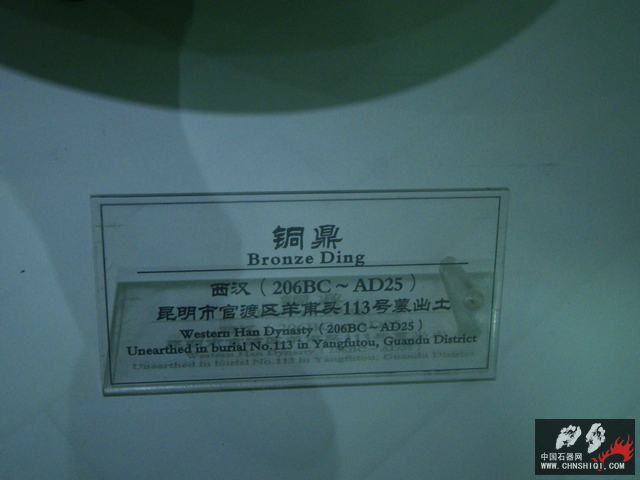 铜鼎
Bronze Ding
西汉（206BC～AD25）
昆明市官渡区羊甫头113号墓出土
Western Han Dynasty（206BC～AD25）
Unearthed in burial No.113 in Yangfutou, Guandu District
中国石器网
WWW.CHNSHIQI.COM